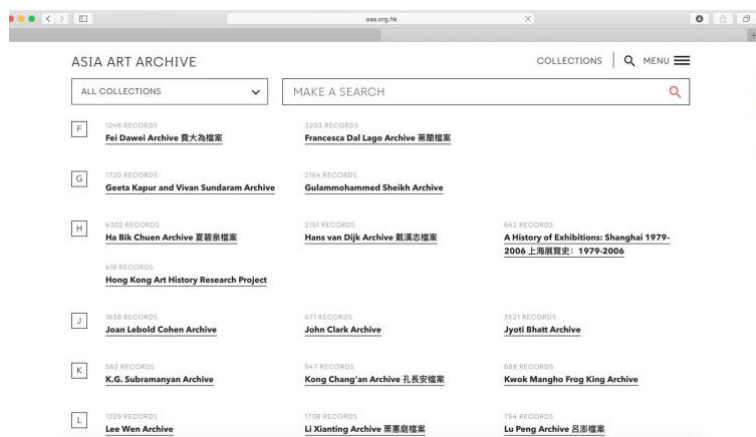 aaa.org.hk
ASIA ART ARCHIVE
COLLECTIONS
MENU
ALL COLLECTIONS
MAKE A SEARCH
F
1248 RECORDS
Fei Dawei Archive 費大為檔案
3203 RECORDS
Francesca Dal Lago Archive 蒂蘭檔案
G
1720 RECORDS
Geeta Kapur and Vivan Sundaram Archive
2164 RECORDS
Gulammohammed Sheikh Archive
H
4302 RECORDS
Ha Bik Chuen Archive 夏碧泉檔案
2151 RECORDS
Hans van Dijk Archive 戴漢志檔案
642 RECORDS
A History of Exhibitions: Shanghai 1979-
2006 上海展覽史：1979-2006
419 RECORDS
Hong Kong Art History Research Project
J
1638 RECORDS
Joan Lebold Cohen Archive
471 RECORDS
John Clark Archive
3521 RECORDS
Jyoti Bhatt Archive
K
562 RECORDS
K.G. Subramanyan Archive
547 RECORDS
Kong Chang'an Archive 孔長安檔案
688 RECORDS
Kwok Mangho Frog King Archive
L
1229 RECORDS
Lee Wen Archive
1708 RECORDS
Li Xianting Archive 栗憲庭檔案
754 RECORDS
Lu Peng Archive 呂澎檔案